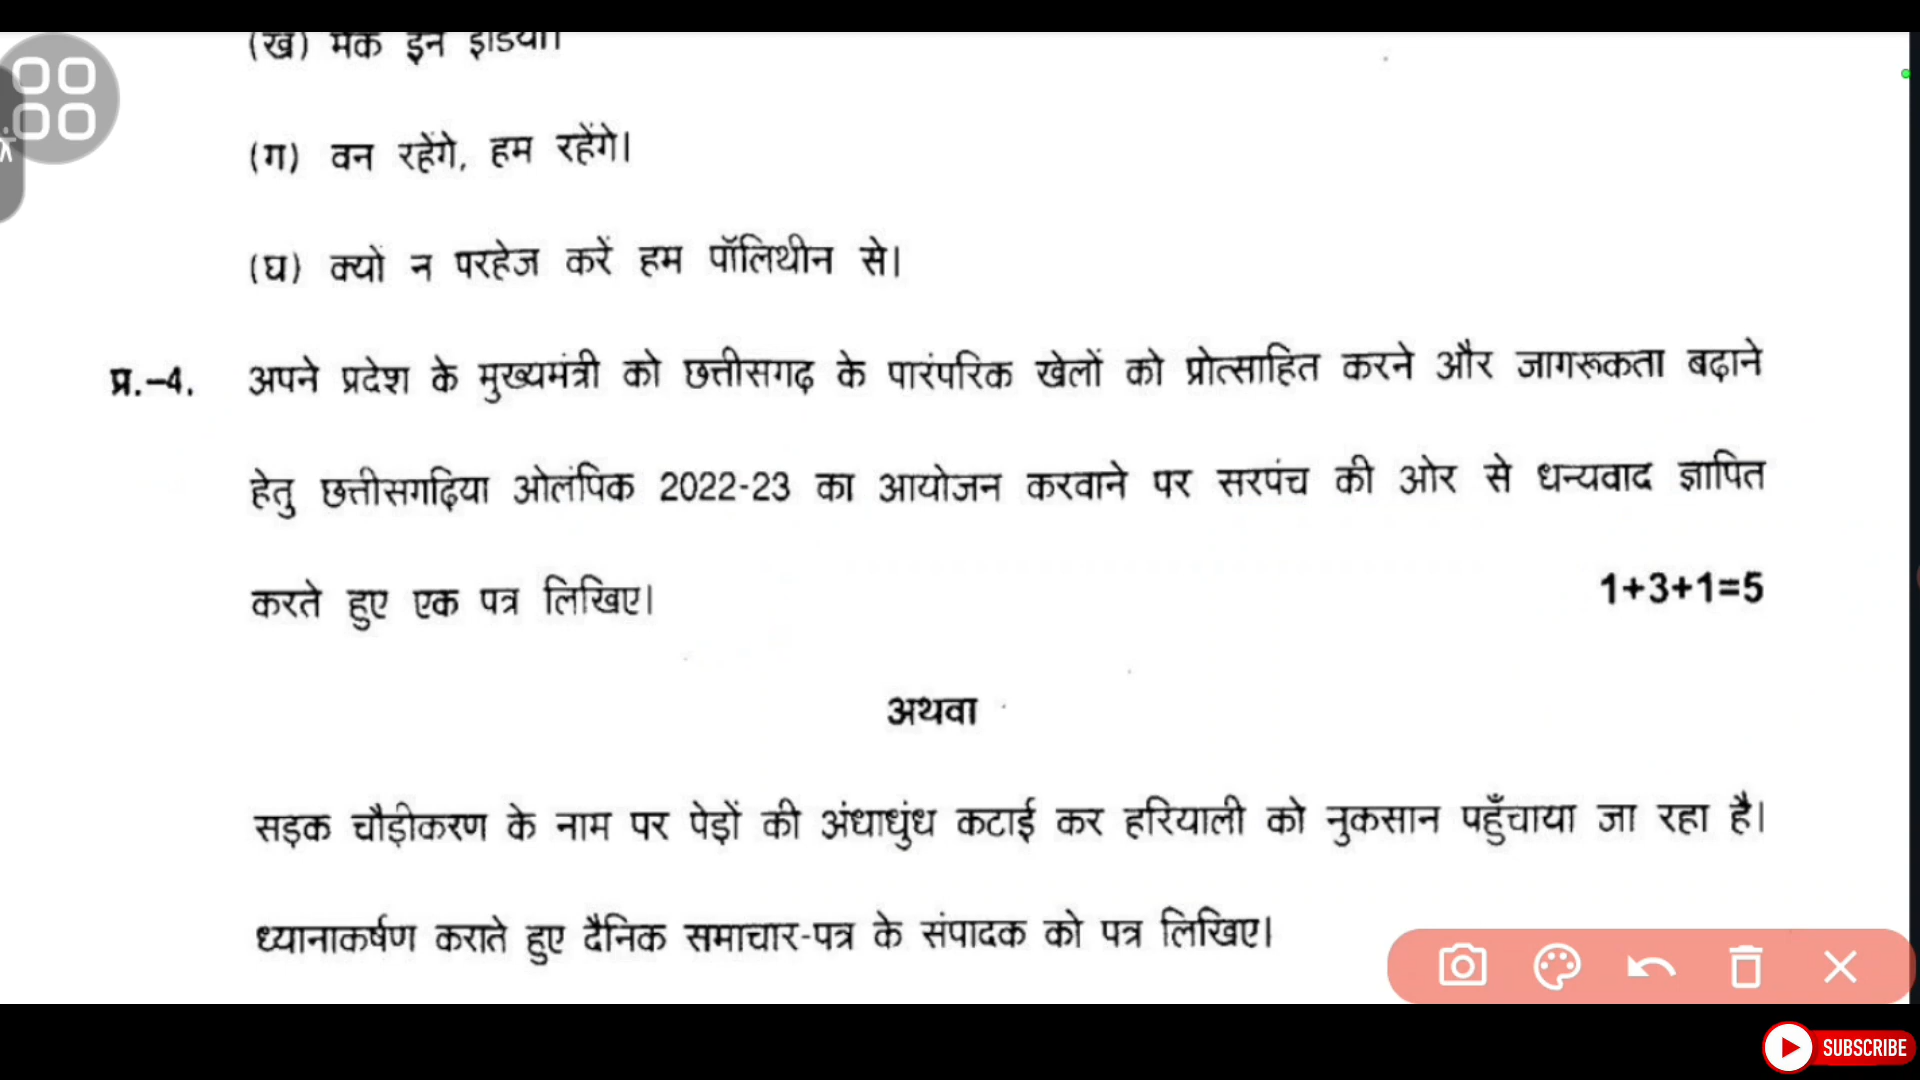 (ख) मेक इन इंडिया।
(ग) वन रहेंगे, हम रहेंगे।
(घ) क्यों न परहेज करें हम पॉलिथीन से।
प्र.–4. अपने प्रदेश के मुख्यमंत्री को छत्तीसगढ़ के पारंपरिक खेलों को प्रोत्साहित करने और जागरूकता बढ़ाने
हेतु छत्तीसगढ़िया ओलंपिक 2022-23 का आयोजन करवाने पर सरपंच की ओर से धन्यवाद ज्ञापित
करते हुए एक पत्र लिखिए। 1+3+1=5
अथवा
सड़क चौड़ीकरण के नाम पर पेड़ों की अंधाधुंध कटाई कर हरियाली को नुकसान पहुँचाया जा रहा है।
ध्यानाकर्षण कराते हुए दैनिक समाचार-पत्र के संपादक को पत्र लिखिए।
SUBSCRIBE